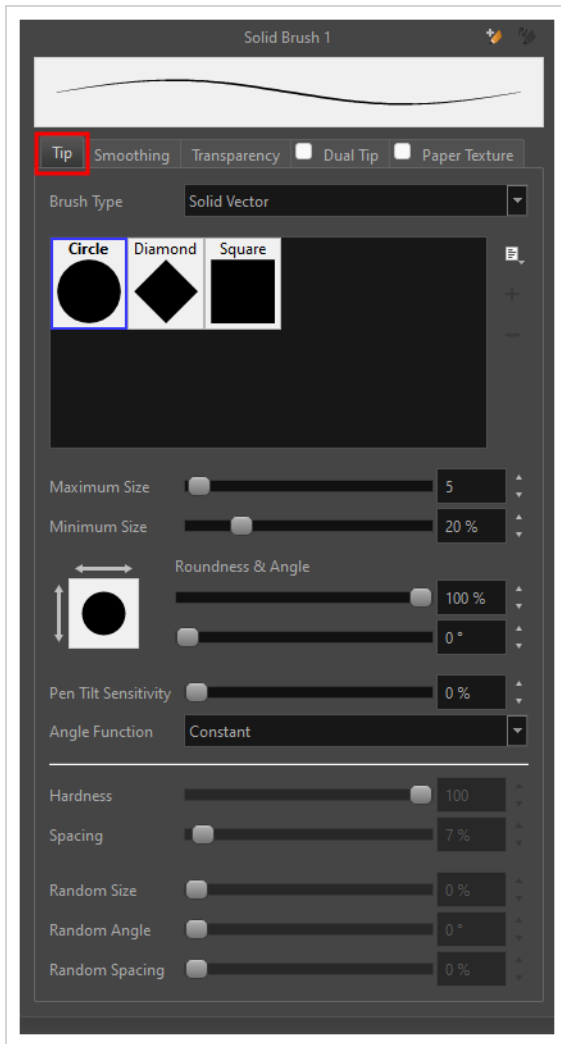 Solid Brush 1
Tip Smoothing Transparency Dual Tip Paper Texture
Brush Type Solid Vector
Circle Diamond Square
Maximum Size 5
Minimum Size 20 %
Roundness & Angle
100 %
0 °
Pen Tilt Sensitivity 0 %
Angle Function Constant
Hardness 100
Spacing 7 %
Random Size 0 %
Random Angle 0 °
Random Spacing 0 %